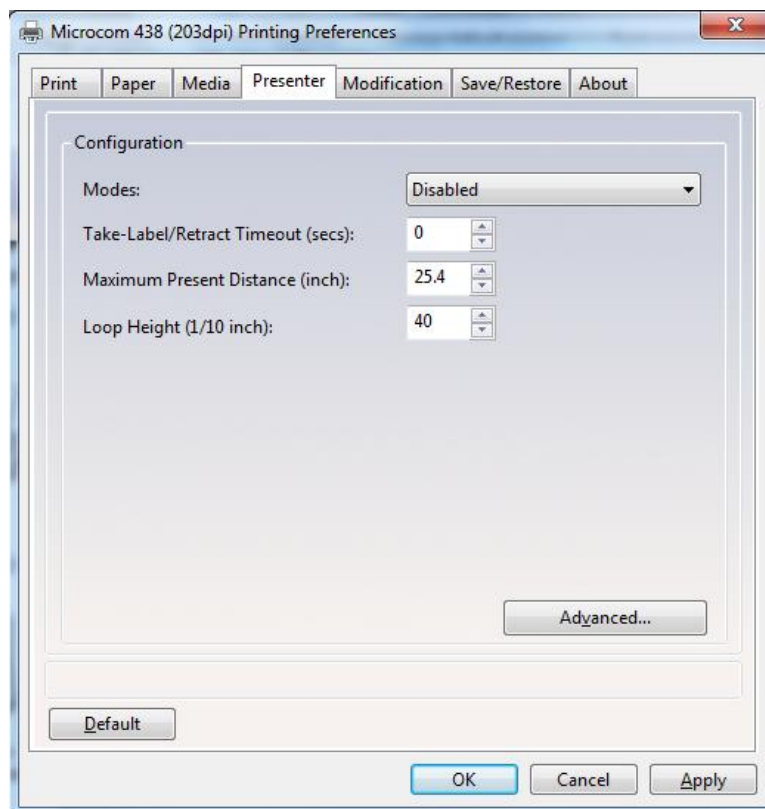 Microcom 438 (203dpi) Printing Preferences
Print Paper Media Presenter Modification Save/Restore About
Configuration
Modes: Disabled
Take-Label/Retract Timeout (secs): 0
Maximum Present Distance (inch): 25.4
Loop Height (1/10 inch): 40
Advanced...
Default
OK Cancel Apply